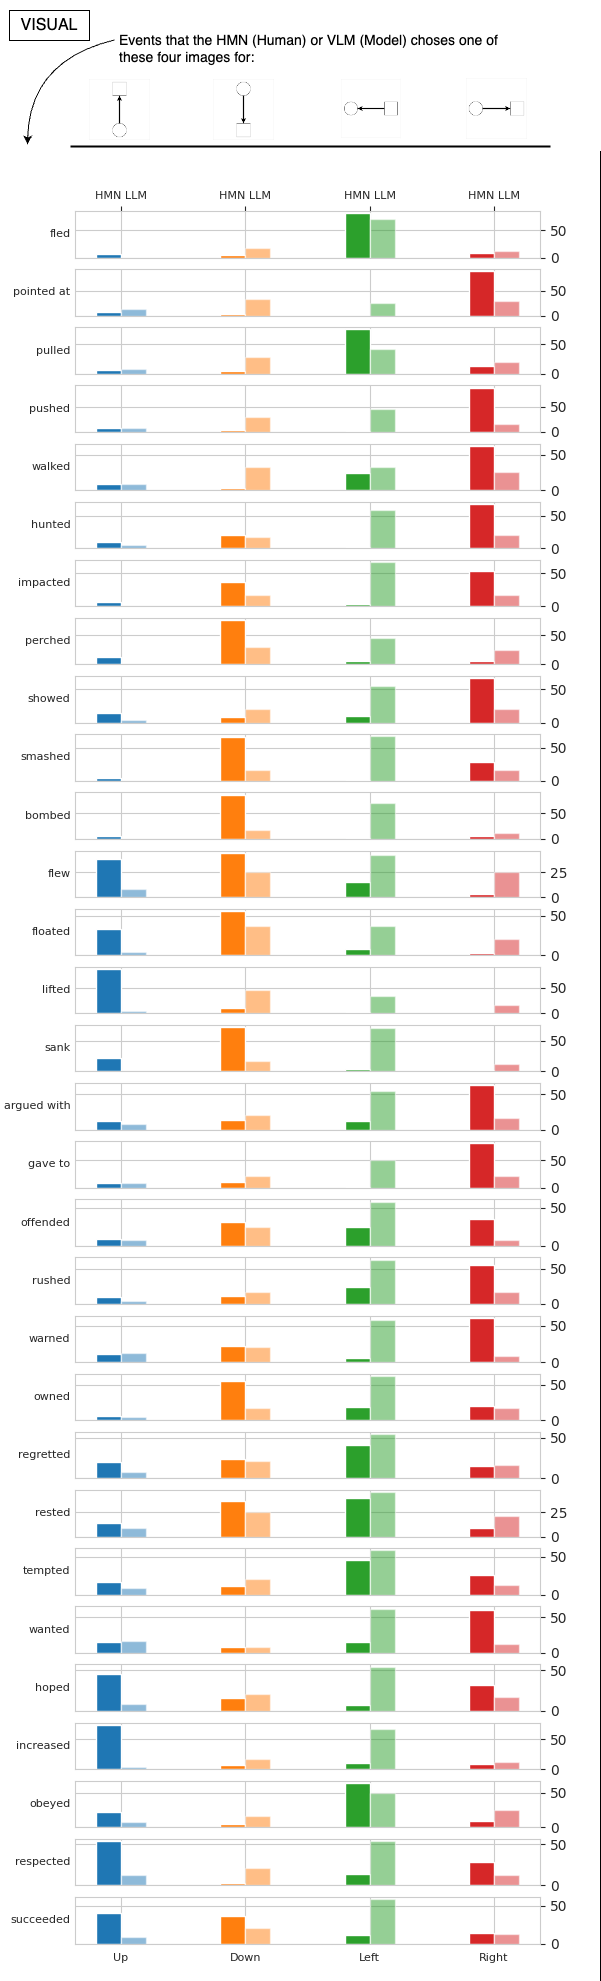 VISUAL
Events that the HMN (Human) or VLM (Model) choses one of
these four images for:
HMN LLM HMN LLM HMN LLM HMN LLM
fled 50 0
pointed at 50 0
pulled 50 0
pushed 50 0
walked 50 0
hunted 50 0
impacted 50 0
perched 50 0
showed 50 0
smashed 50 0
bombed 50 0
flew 25 0
floated 50 0
lifted 50 0
sank 50 0
argued with 50 0
gave to 50 0
offended 50 0
rushed 50 0
warned 50 0
owned 50 0
regretted 50 0
rested 25 0
tempted 50 0
wanted 50 0
hoped 50 0
increased 50 0
obeyed 50 0
respected 50 0
succeeded 50 0
Up Down Left Right